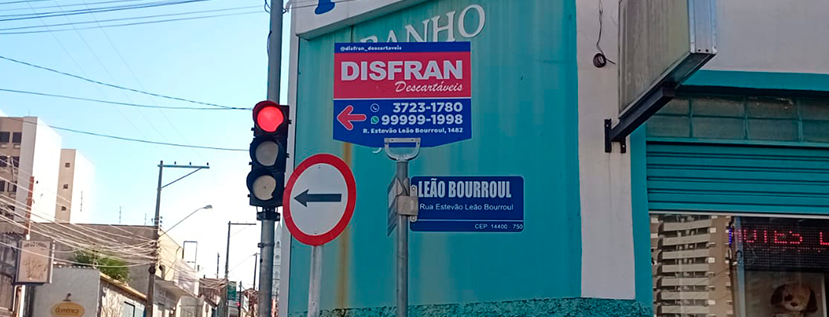 BANHO
@disfran_descartaveis
DISFRAN
Descartáveis
3723-1780
99999-1998
R. Estevão Leão Bourroul, 1482
LEÃO BOURROUL
Rua Estevão Leão Bourroul
CEP: 14400 - 750